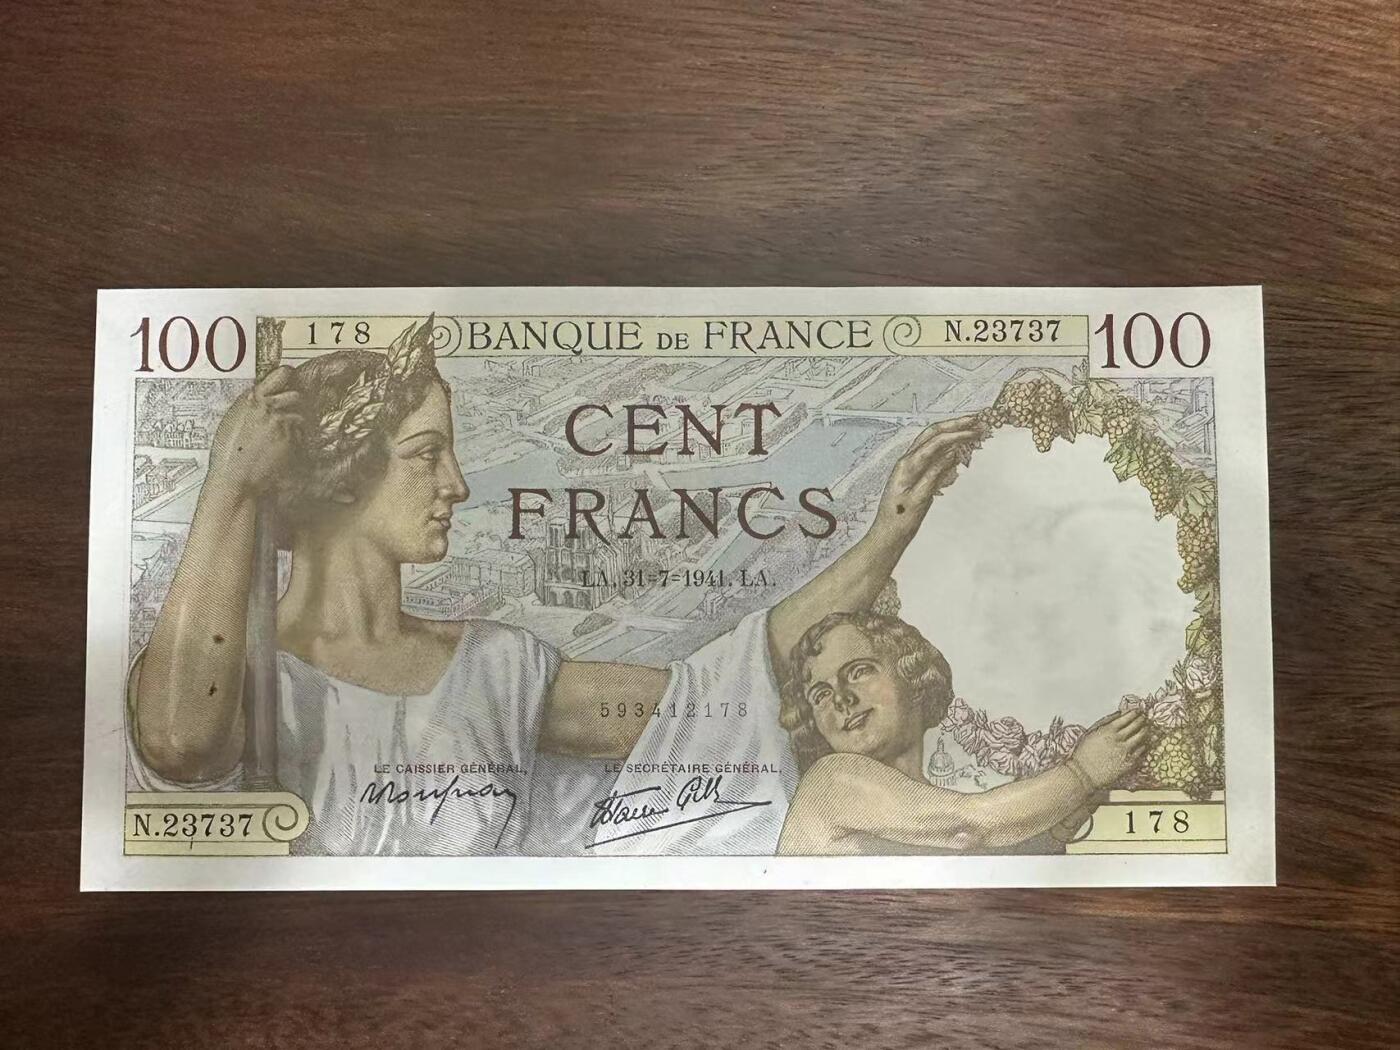 100 178 BANQUE DE FRANCE N.23737 100
CENT
FRANCS
LA. 31=7=1941. LA.
593412178
LE CAISSIER GÉNÉRAL,
LE SECRÉTAIRE GÉNÉRAL,
N.23737
178